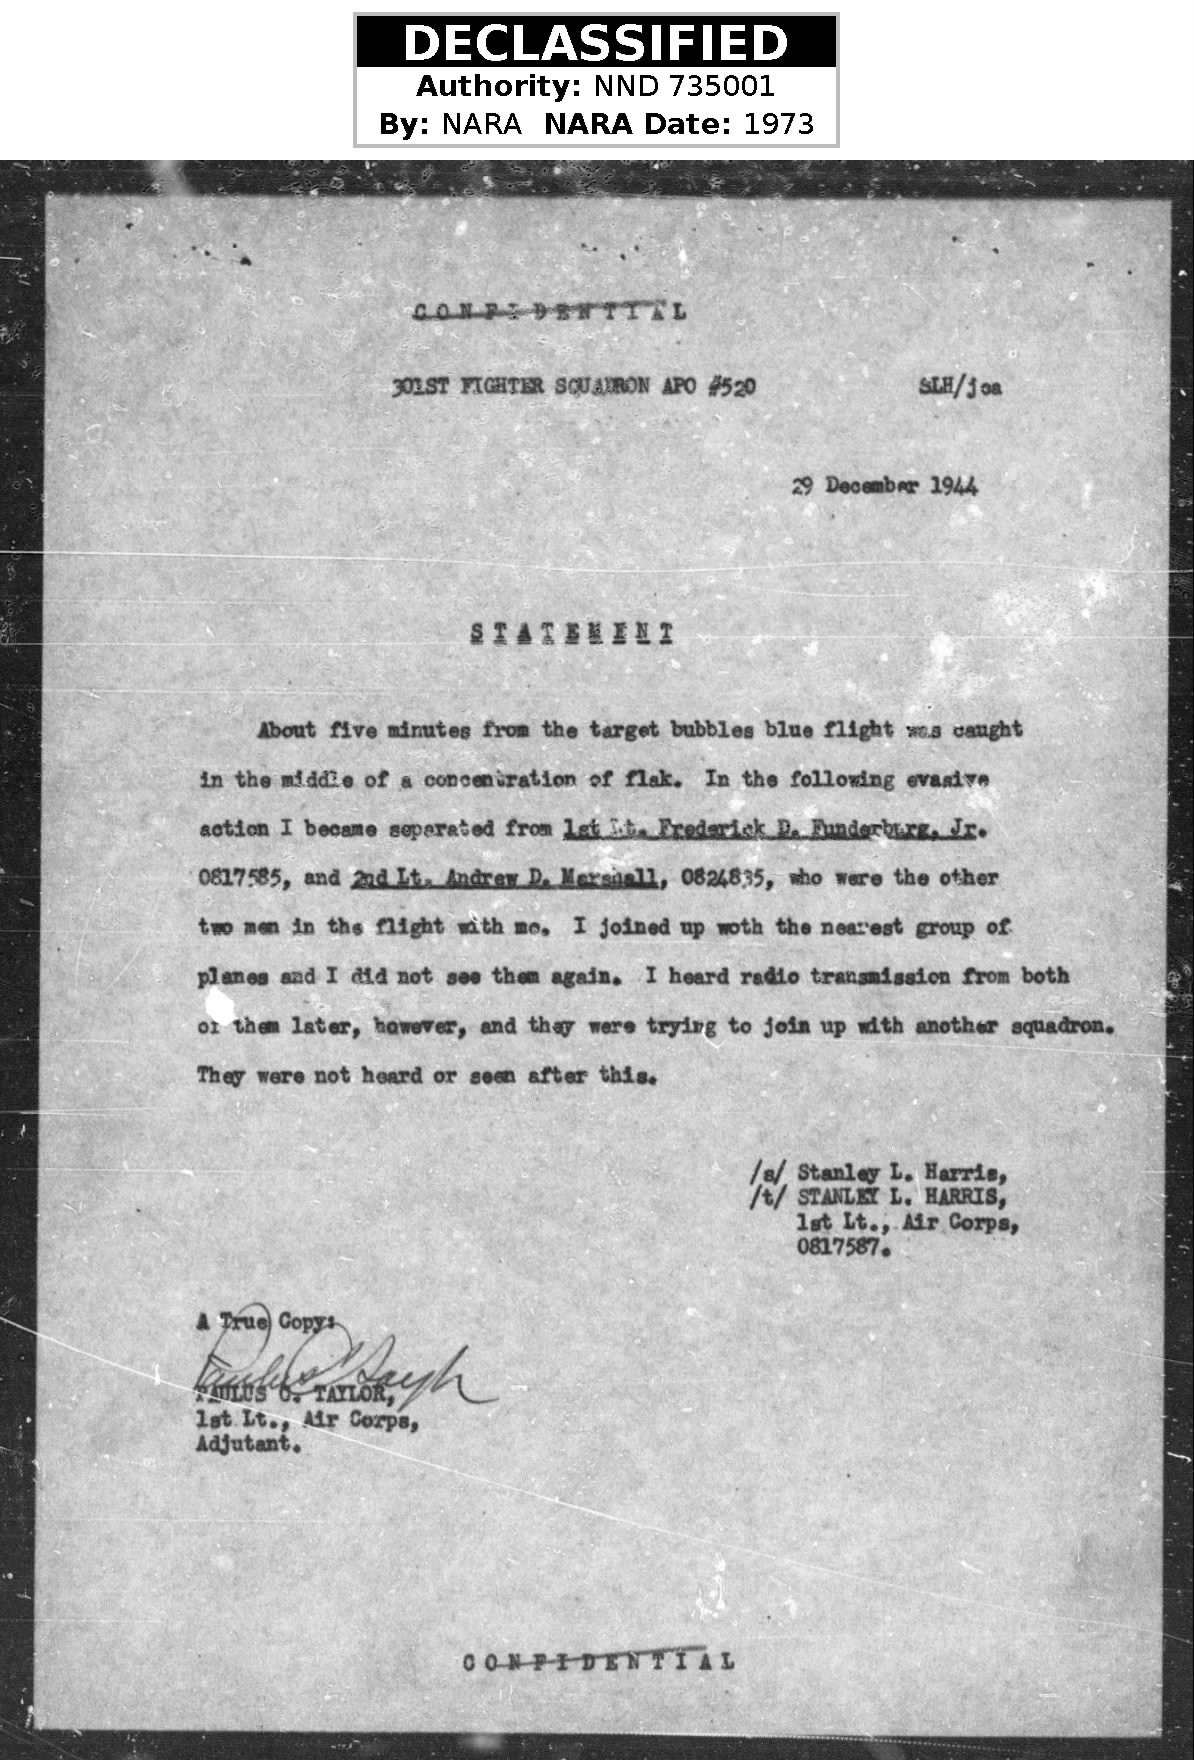 DECLASSIFIED
Authority: NND 735001
By: NARA NARA Date: 1973
CONFIDENTIAL
301ST FIGHTER SQUADRON APO #520 SLH/joa
29 December 1944
STATEMENT
About five minutes from the target bubbles blue flight was caught
in the middle of a concentration of flak. In the following evasive
action I became separated from 1st Lt. Frederick D. Funderburg, Jr.
0817585, and 2nd Lt. Andrew D. Marshall, 0824835, who were the other
two men in the flight with me. I joined up woth the nearest group of
planes and I did not see them again. I heard radio transmission from both
of them later, however, and they were trying to join up with another squadron.
They were not heard or seen after this.
/s/ Stanley L. Harris,
/t/ STANLEY L. HARRIS,
1st Lt., Air Corps,
0817587.
A True Copy:
PAULUS C. TAYLOR,
1st Lt., Air Corps,
Adjutant.
CONFIDENTIAL